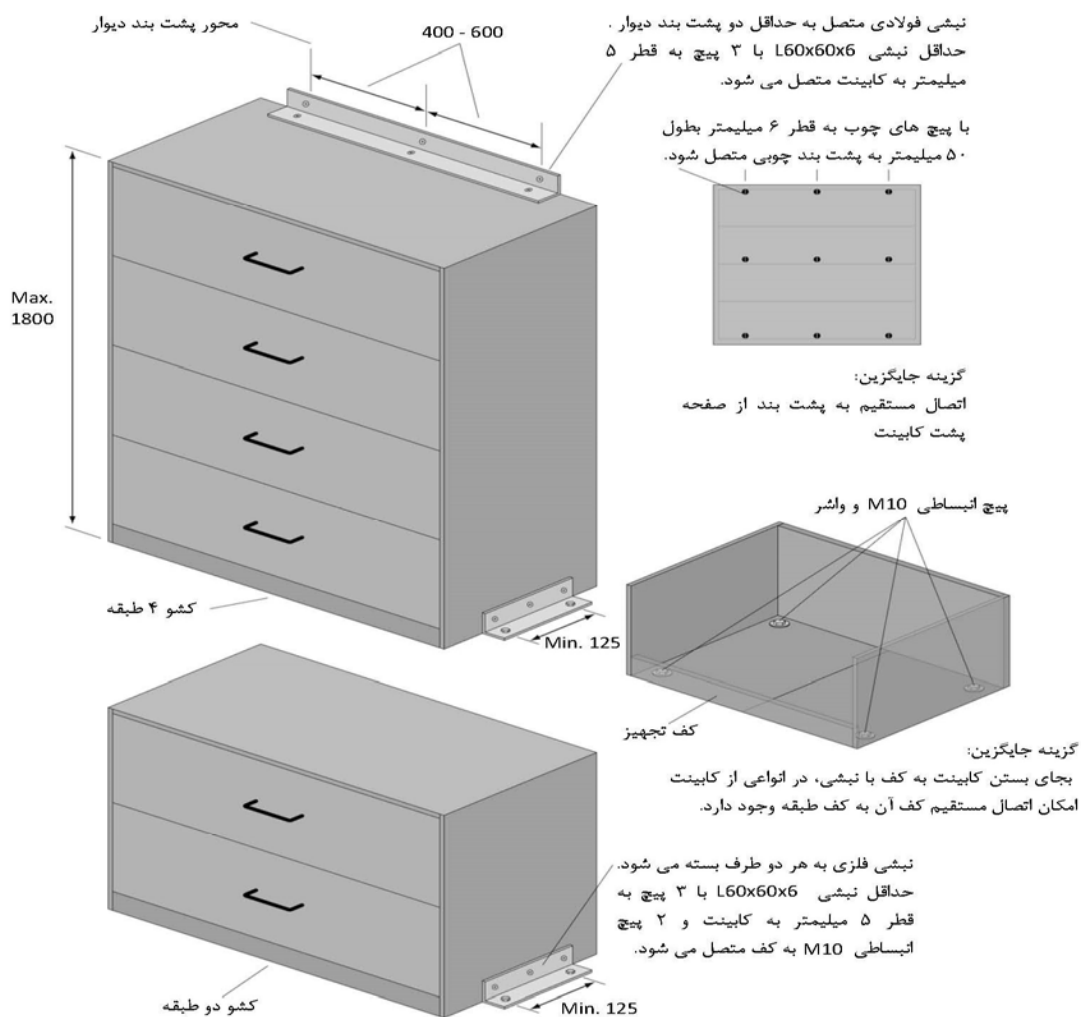 نبشی فولادی متصل به حداقل دو پشت بند دیوار .
حداقل نبشی L60x60x6 با ۳ پیچ به قطر ۵
میلیمتر به کابینت متصل می شود.
محور پشت بند دیوار
400 - 600
با پیچ های چوب به قطر ۶ میلیمتر بطول
۵۰ میلیمتر به پشت بند چوبی متصل شود.
Max.
1800
گزینه جایگزین:
اتصال مستقیم به پشت بند از صفحه
پشت کابینت
پیچ انبساطی M10 و واشر
کشو ۴ طبقه
Min. 125
کف تجهیز
گزینه جایگزین:
بجای بستن کابینت به کف با نبشی، در انواعی از کابینت
امکان اتصال مستقیم کف آن به کف طبقه وجود دارد.
نبشی فلزی به هر دو طرف بسته می شود.
حداقل نبشی L60x60x6 با ۳ پیچ به
قطر ۵ میلیمتر به کابینت و ۲ پیچ
انبساطی M10 به کف متصل می شود.
کشو دو طبقه
Min. 125